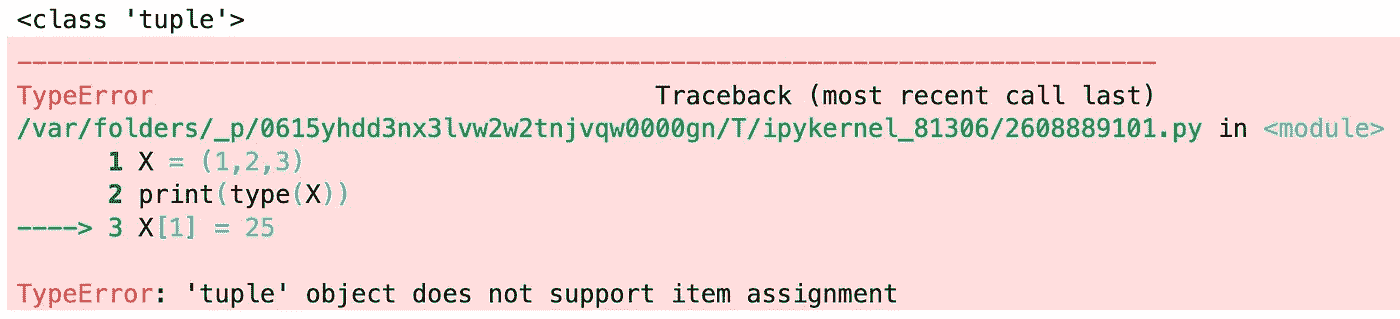 <class 'tuple'>
---------------------------------------------------------------------------
TypeError                                 Traceback (most recent call last)
/var/folders/_p/0615yhdd3nx3lvw2w2tnjvqw0000gn/T/ipykernel_81306/2608889101.py in <module>
      1 X = (1,2,3)
      2 print(type(X))
----> 3 X[1] = 25

TypeError: 'tuple' object does not support item assignment